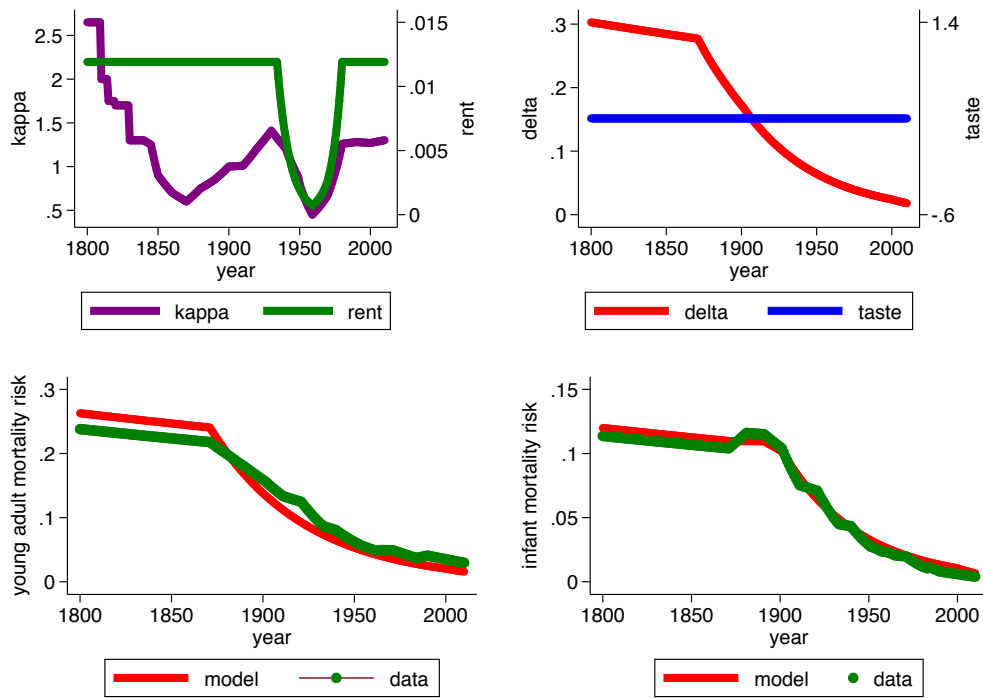 kappa
2.5
2
1.5
1
.5
1800 1850 1900 1950 2000
year
.015
.01
.005
0
rent
kappa rent
delta
.3
.2
.1
0
1800 1850 1900 1950 2000
year
1.4
-.6
taste
delta taste
young adult mortality risk
.3
.2
.1
0
1800 1850 1900 1950 2000
year
model data
infant mortality risk
.15
.1
.05
0
1800 1850 1900 1950 2000
year
model data